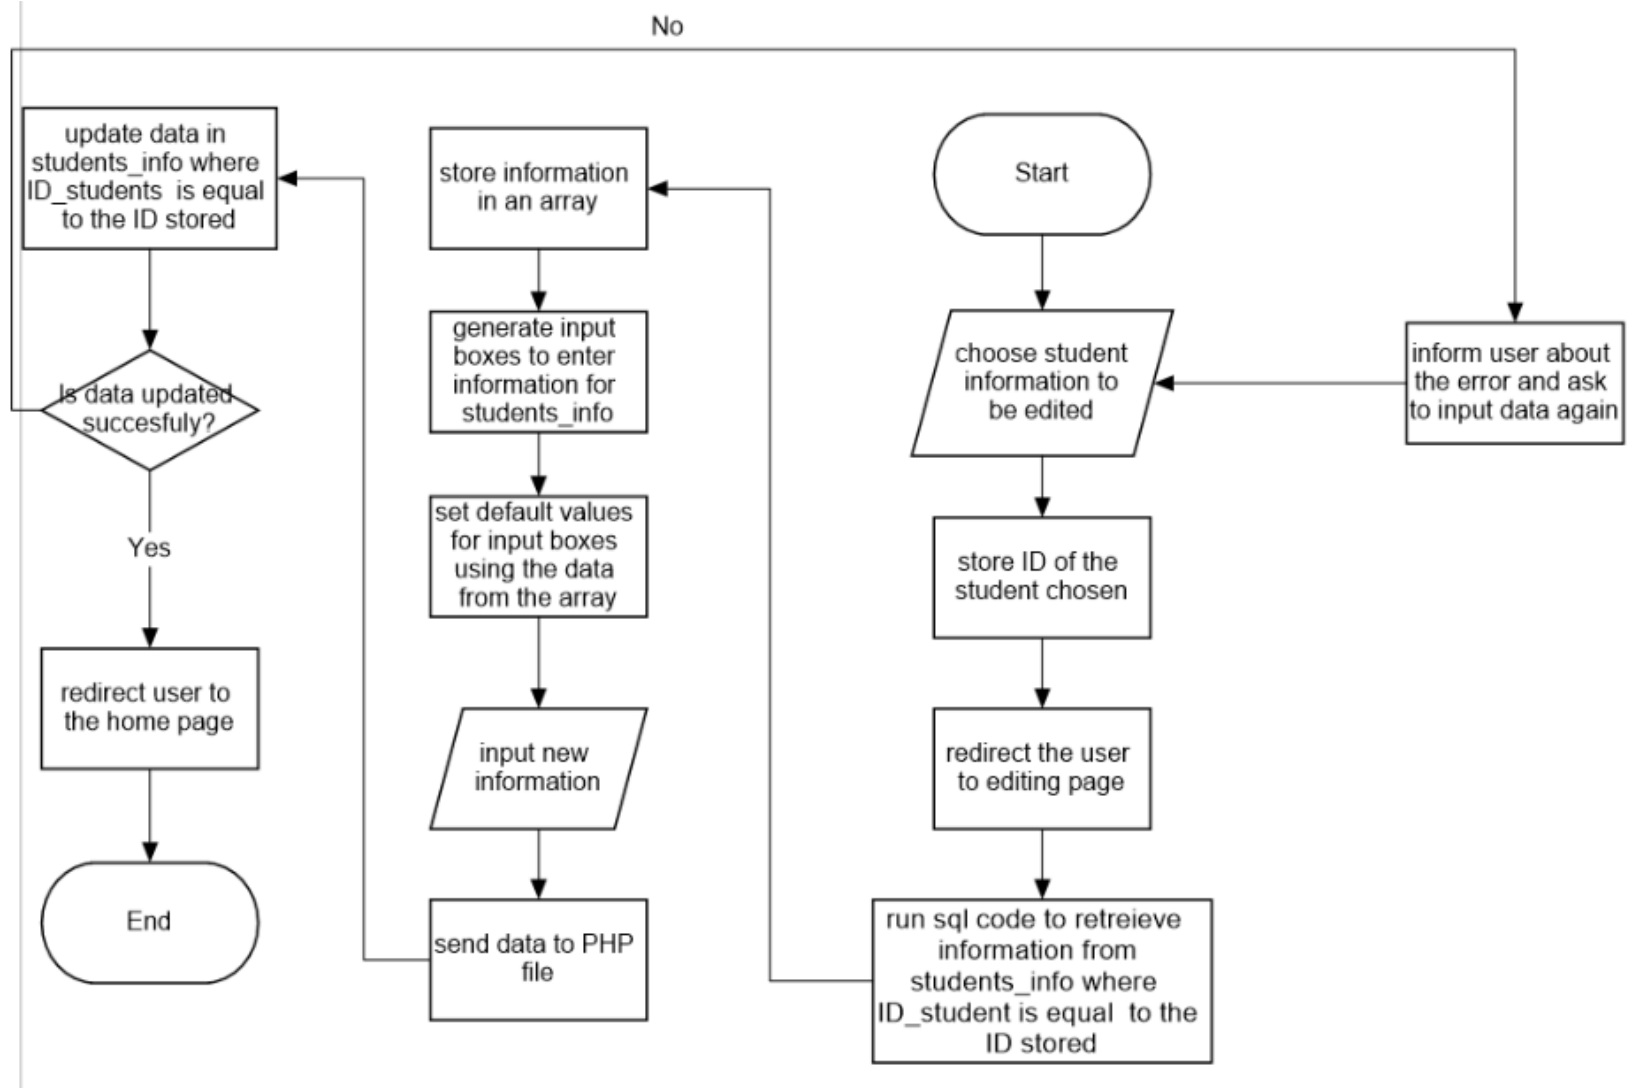 No
update data in
students_info where
ID_students is equal
to the ID stored
Is data updated
succesfuly?
Yes
redirect user to
the home page
End
store information
in an array
generate input
boxes to enter
information for
students_info
set default values
for input boxes
using the data
from the array
input new
information
send data to PHP
file
Start
choose student
information to
be edited
store ID of the
student chosen
redirect the user
to editing page
run sql code to retreieve
information from
students_info where
ID_student is equal to the
ID stored
inform user about
the error and ask
to input data again